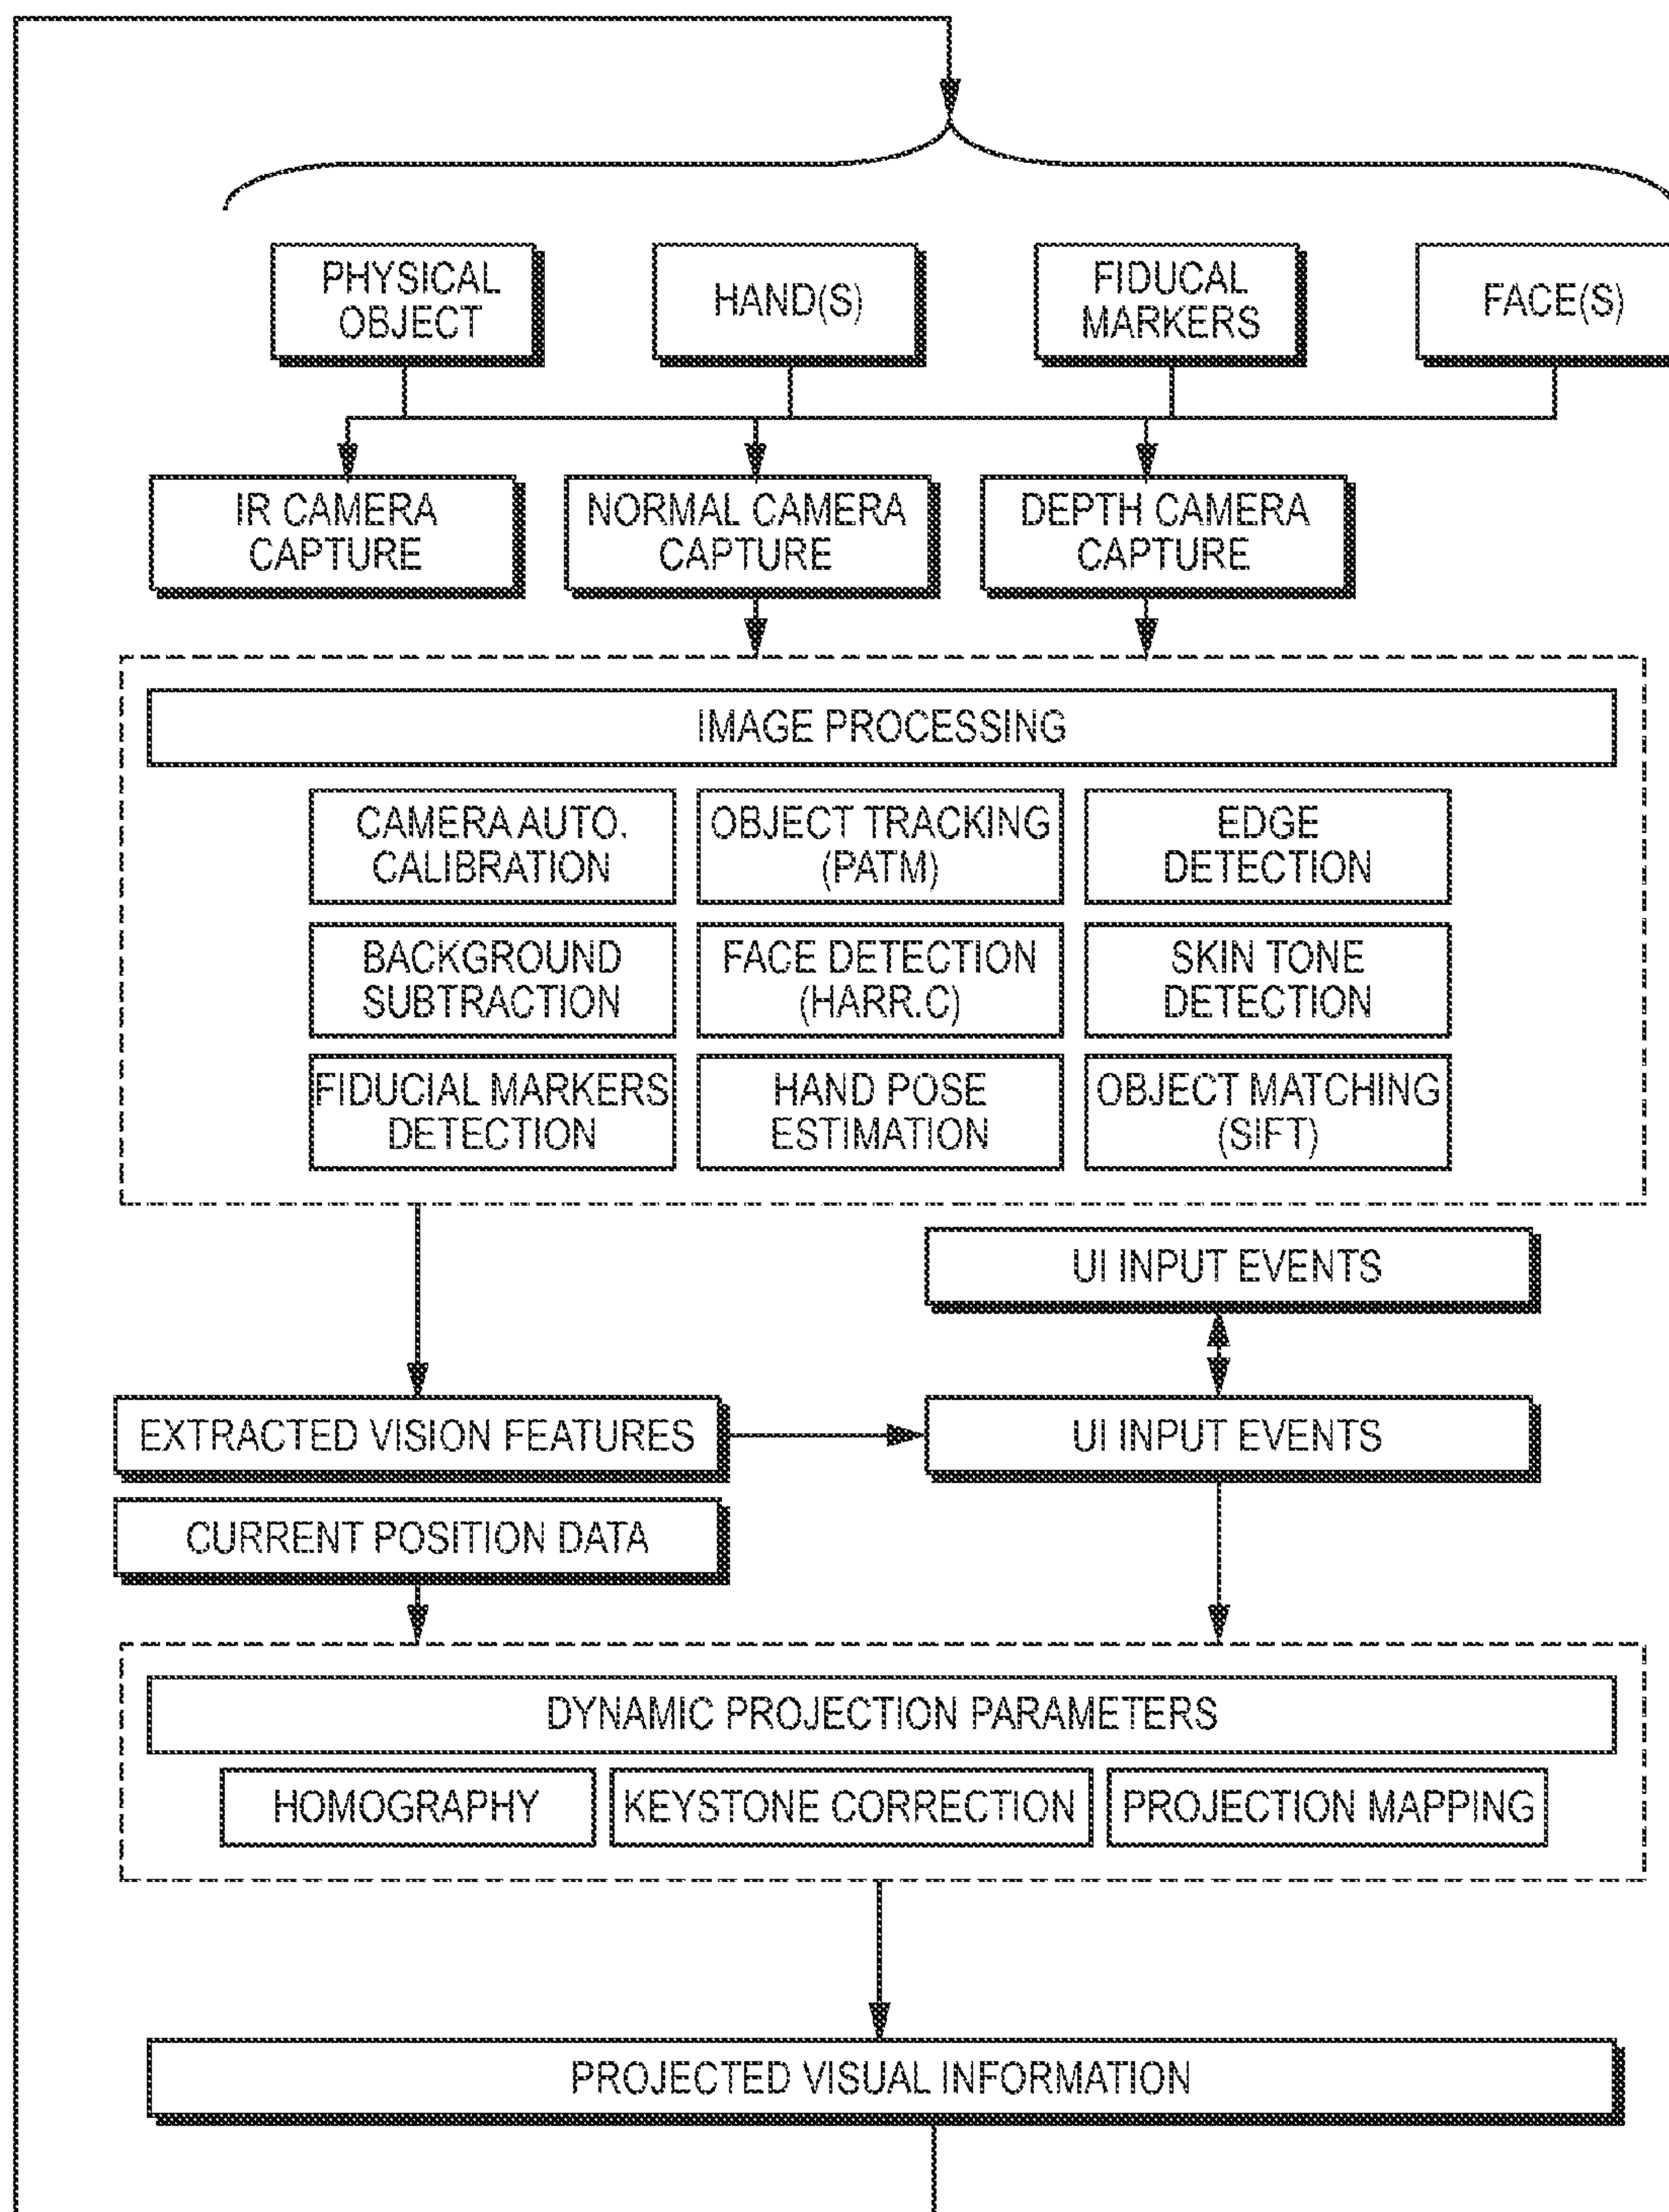 PHYSICAL
OBJECT
HAND(S)
FIDUCAL
MARKERS
FACE(S)
IR CAMERA
CAPTURE
NORMAL CAMERA
CAPTURE
DEPTH CAMERA
CAPTURE
IMAGE PROCESSING
CAMERA AUTO.
CALIBRATION
OBJECT TRACKING
(PATM)
EDGE
DETECTION
BACKGROUND
SUBTRACTION
FACE DETECTION
(HARR.C)
SKIN TONE
DETECTION
FIDUCIAL MARKERS
DETECTION
HAND POSE
ESTIMATION
OBJECT MATCHING
(SIFT)
UI INPUT EVENTS
EXTRACTED VISION FEATURES
UI INPUT EVENTS
CURRENT POSITION DATA
DYNAMIC PROJECTION PARAMETERS
HOMOGRAPHY
KEYSTONE CORRECTION
PROJECTION MAPPING
PROJECTED VISUAL INFORMATION